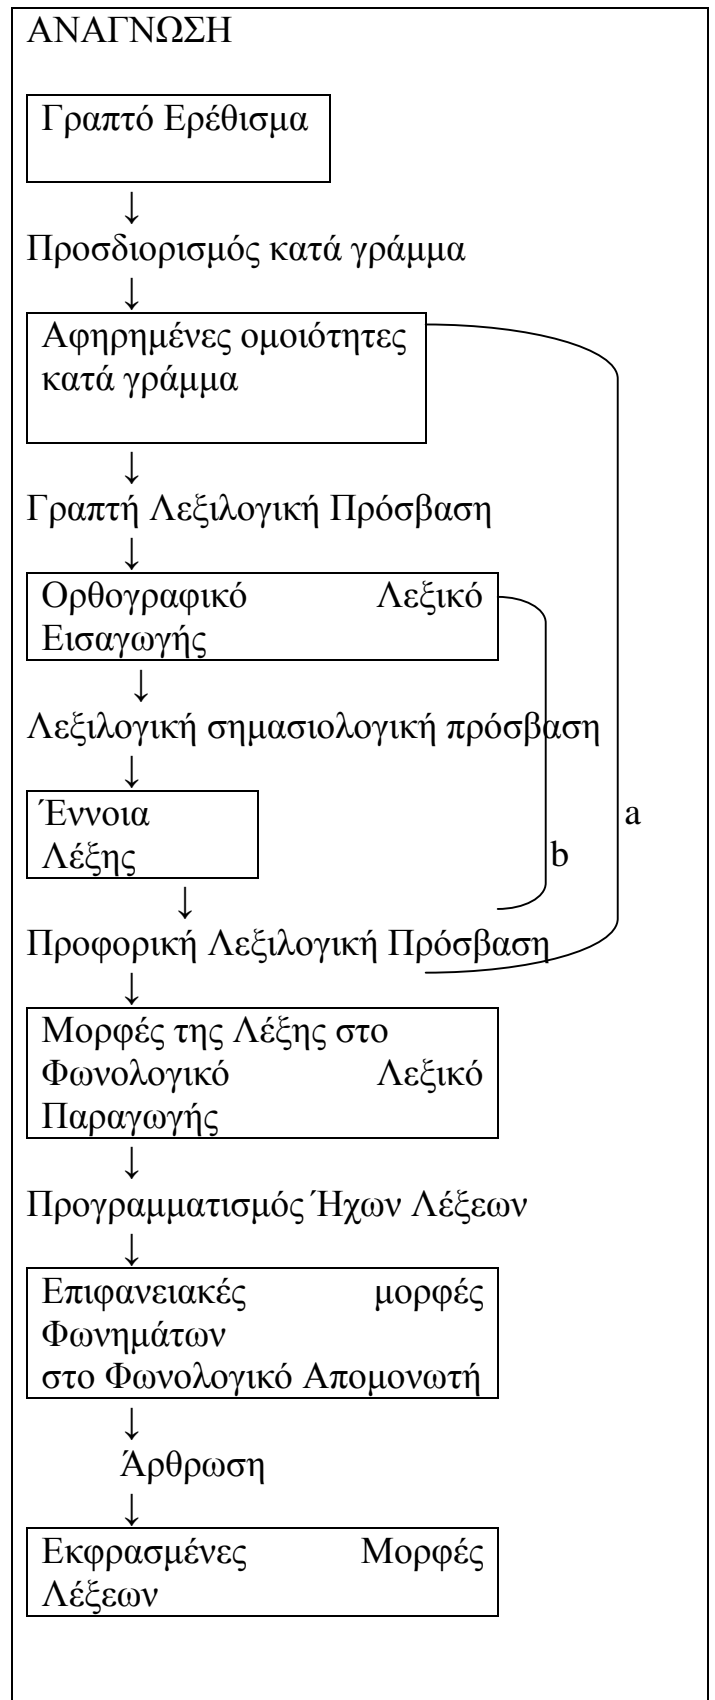 ΑΝΑΓΝΩΣΗ
Γραπτό Ερέθισμα
↓
Προσδιορισμός κατά γράμμα
↓
Αφηρημένες ομοιότητες
κατά γράμμα
↓
Γραπτή Λεξιλογική Πρόσβαση
↓
Ορθογραφικό Λεξικό
Εισαγωγής
↓
Λεξιλογική σημασιολογική πρόσβαση
↓
Έννοια
Λέξης
a
b
↓
Προφορική Λεξιλογική Πρόσβαση
↓
Μορφές της Λέξης στο
Φωνολογικό Λεξικό
Παραγωγής
↓
Προγραμματισμός Ήχων Λέξεων
↓
Επιφανειακές μορφές
Φωνημάτων
στο Φωνολογικό Απομονωτή
↓
Άρθρωση
↓
Εκφρασμένες Μορφές
Λέξεων